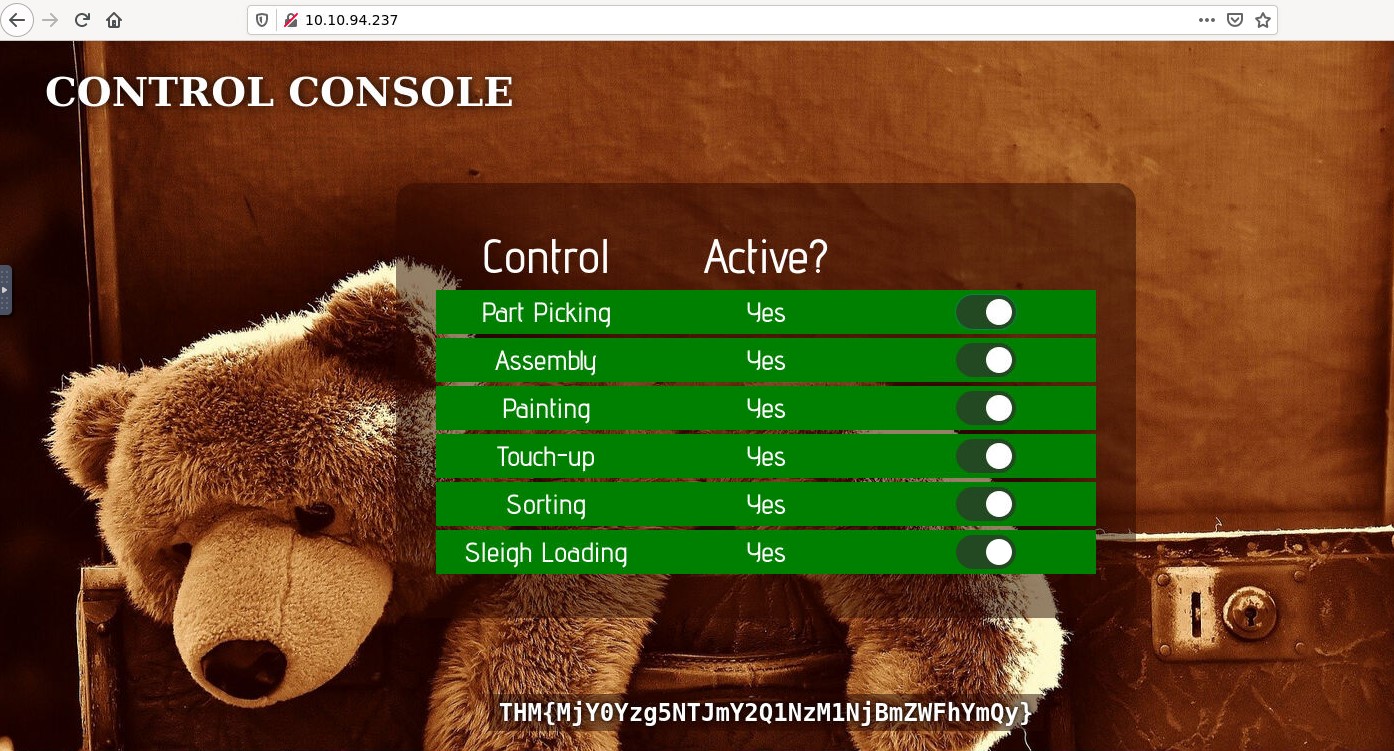 10.10.94.237
CONTROL CONSOLE
Control Active?
Part Picking Yes
Assembly Yes
Painting Yes
Touch-up Yes
Sorting Yes
Sleigh Loading Yes
THM{MjY0Yzg5NTJmY2Q1NzM1NjBmZWFhYmQy}